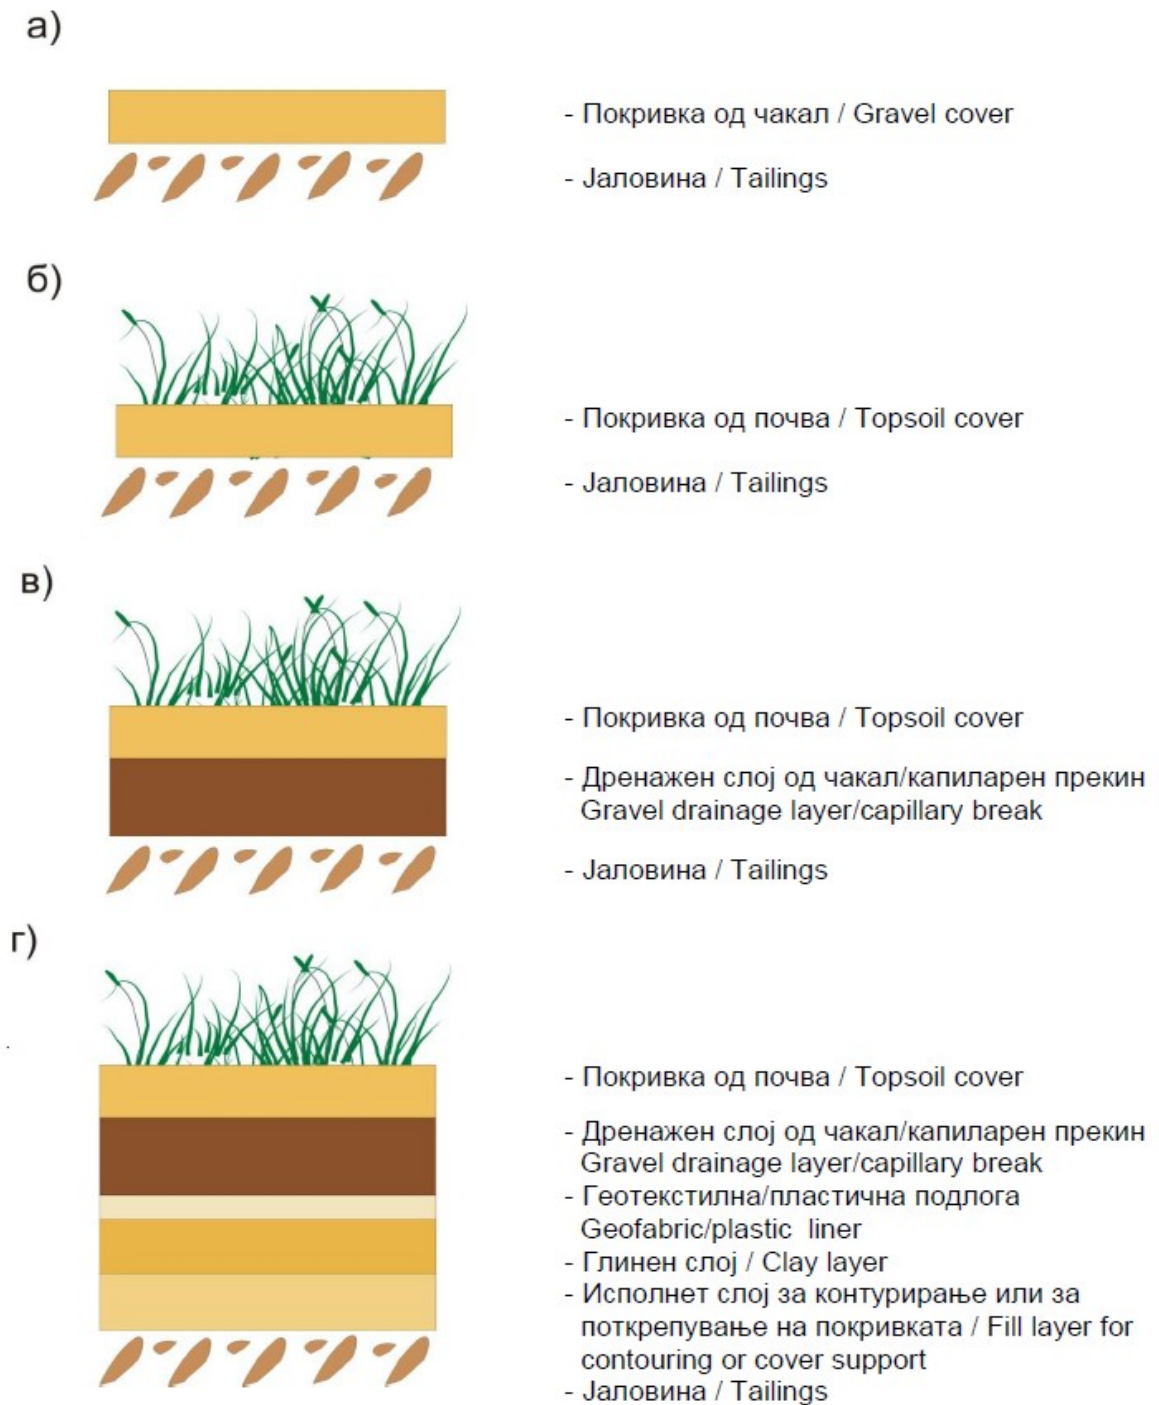 а)
- Покривка од чакал / Gravel cover
- Јаловина / Tailings
б)
- Покривка од почва / Topsoil cover
- Јаловина / Tailings
в)
- Покривка од почва / Topsoil cover
- Дренажен слој од чакал/капиларен прекин
Gravel drainage layer/capillary break
- Јаловина / Tailings
г)
- Покривка од почва / Topsoil cover
- Дренажен слој од чакал/капиларен прекин
Gravel drainage layer/capillary break
- Геотекстилна/пластична подлога
Geofabric/plastic liner
- Глинен слој / Clay layer
- Исполнет слој за контурирање или за
поткрепување на покривката / Fill layer for
contouring or cover support
- Јаловина / Tailings